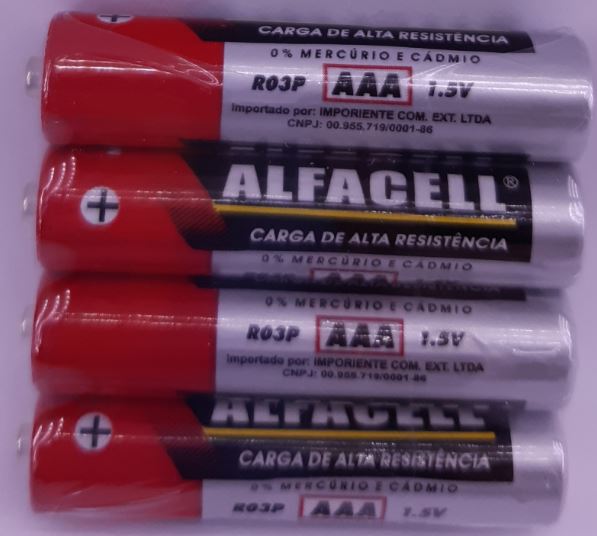 +
CARGA DE ALTA RESISTÊNCIA
0% MERCÚRIO E CÁDMIO
R03P AAA 1.5V
Importado por: IMPORIENTE COM. EXT. LTDA
CNPJ: 00.955.719/0001-86
ALFACELL®
+
CARGA DE ALTA RESISTÊNCIA
0% MERCÚRIO E CÁDMIO
R03P AAA
0% MERCÚRIO E CÁDMIO
R03P AAA 1.5V
Importado por: IMPORIENTE COM. EXT. LTDA
CNPJ: 00.955.719/0001-86
ALFACELL
+
CARGA DE ALTA RESISTÊNCIA
0% MERCÚRIO E CÁDMIO
R03P AAA 1.5V